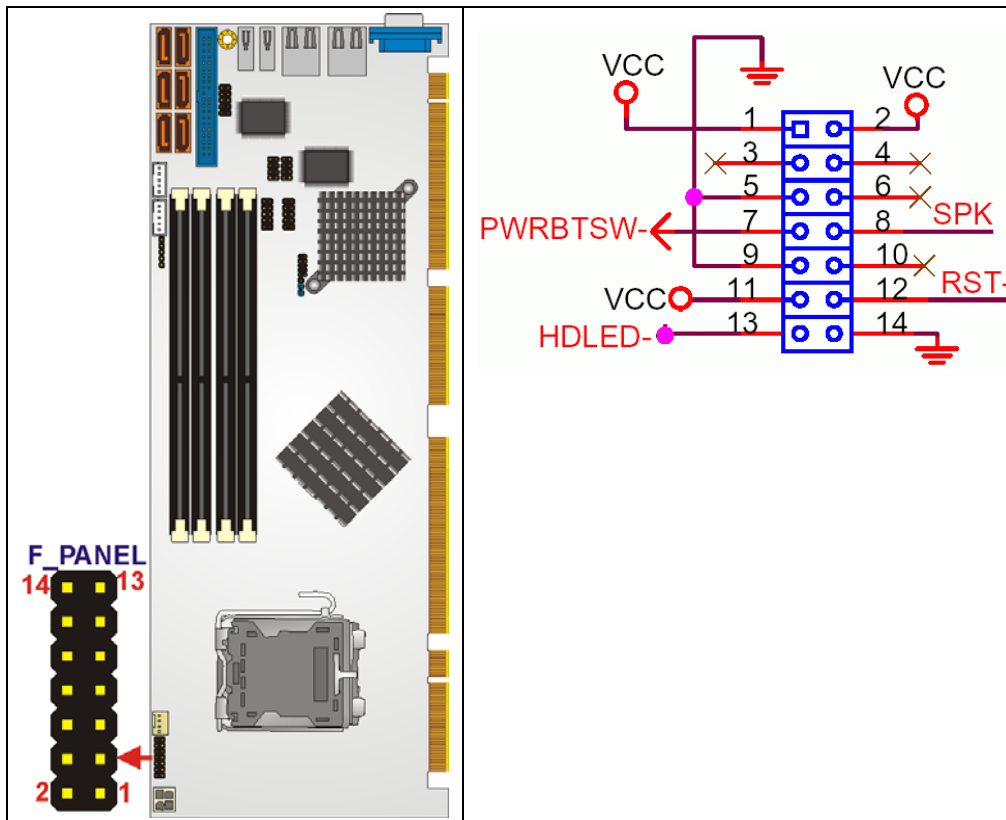 F_PANEL
14 13
2 1
VCC
VCC
1 2
3 4
5 6
SPK
PWRBTSW-
7 8
9 10
RST-
VCC
11 12
HDLED-
13 14